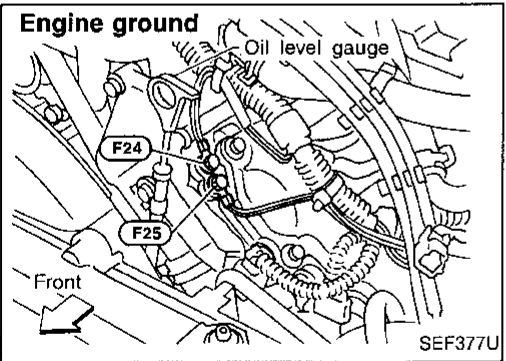 Engine ground
Oil level gauge
F24
F25
Front
SEF377U